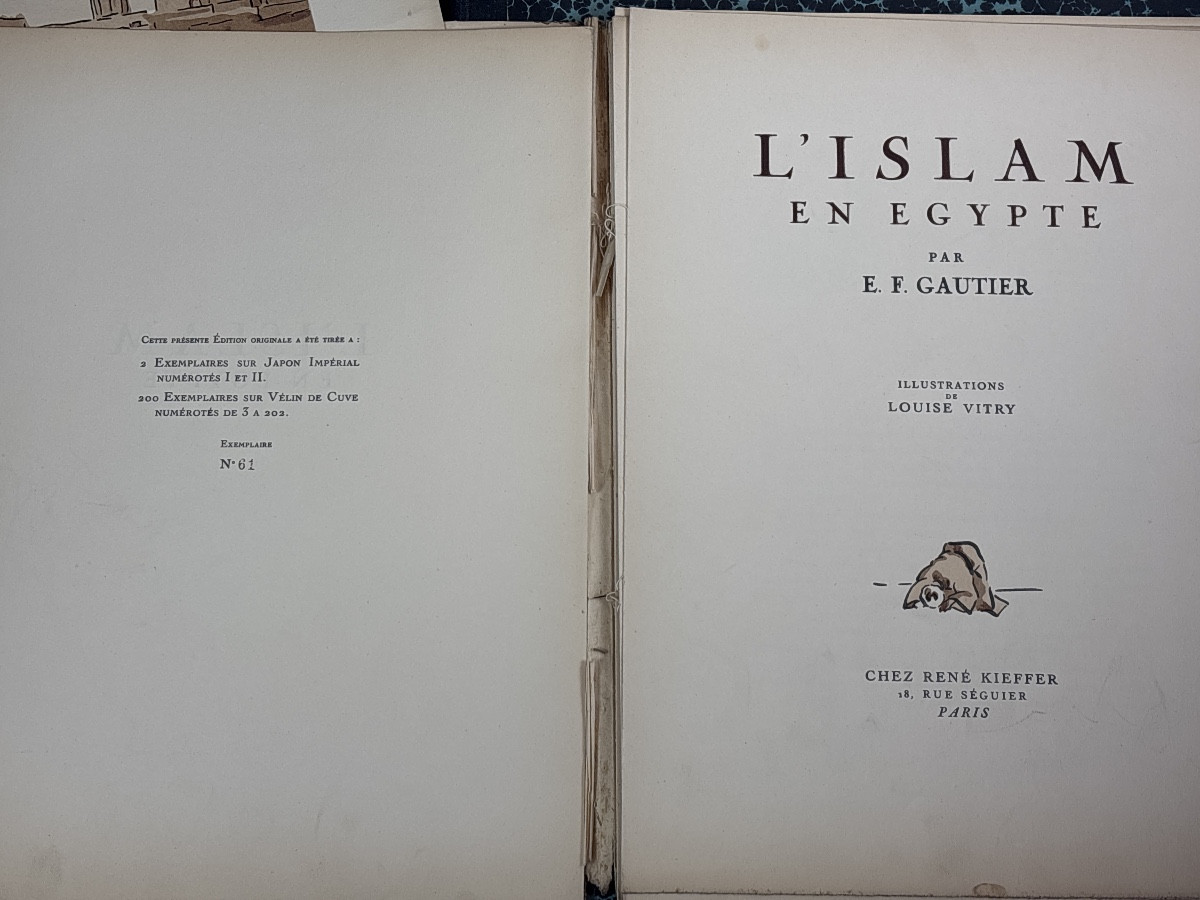 Cette présente Édition originale a été tirée a :
2 Exemplaires sur Japon Impérial
numérotés I et II.
200 Exemplaires sur Vélin de Cuve
numérotés de 3 a 202.
Exemplaire
N° 61
L'ISLAM
EN EGYPTE
PAR
E. F. GAUTIER
ILLUSTRATIONS
DE
LOUISE VITRY
CHEZ RENÉ KIEFFER
18, RUE SÉGUIER
PARIS